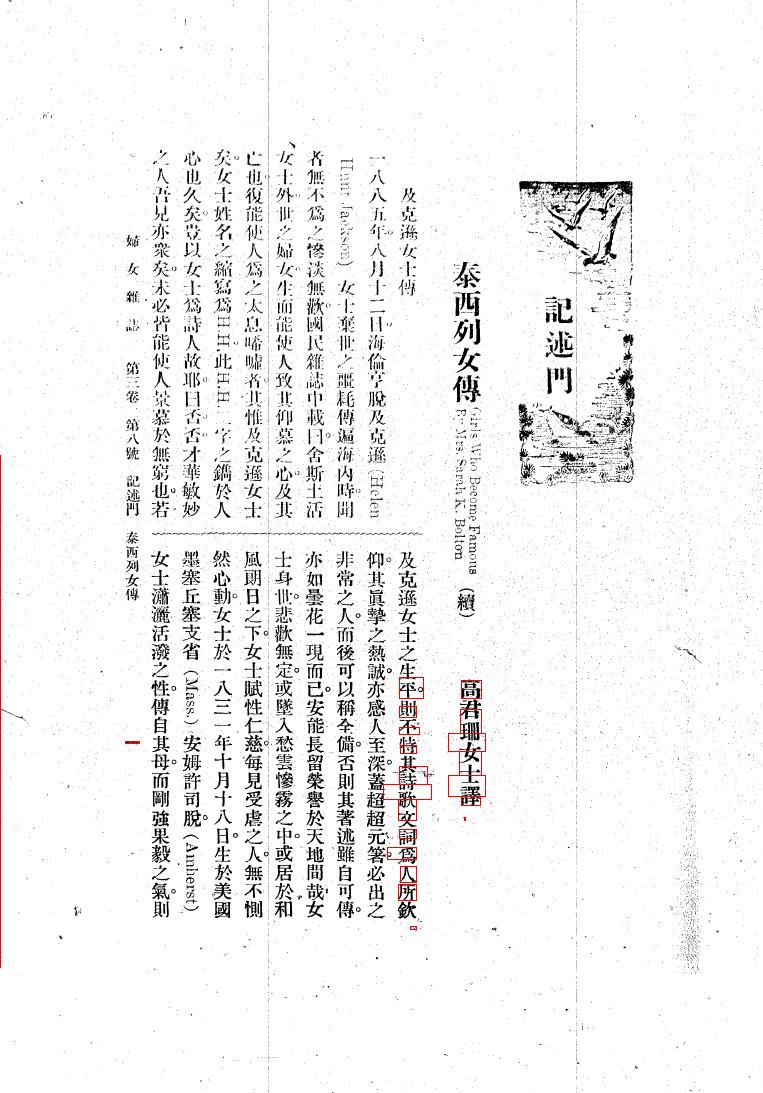 記述門
泰西列女傳 Girls Who Become Famous By Mrs. Sarah K. Bolton (續)
高君珊女士譯
及克遜女士傳
一八八五年八月十二日海倫亨脫及克遜(Helen
Hunt Jackson)女士棄世之噩耗傳遍海內時聞
者無不爲之慘淡無歡國民雜誌中載曰舍斯土活
女士外世之婦女生而能使人致其仰慕之心及其
亡也復能使人爲之太息唏噓者其惟及克遜女士
矣女士姓名之縮寫爲H.H.此H.H.二字之鐫於人
心也久矣豈以女士爲詩人故耶曰否否才華敏妙
之人吾見亦衆矣未必皆能使人景慕於無窮也若
及克遜女士之生平則不特其詩歌文詞爲人所欽
仰其眞摯之熱誠亦感人至深蓋超超元箸必出之
非常之人而後可以稱全備否則其著述雖自可傳
亦如曇花一現而已安能長留榮譽於天地間哉女
士身世悲歡無定或墜入愁雲慘霧之中或居於和
風朗日之下女士賦性仁慈每見受虐之人無不惻
然心動女士於一八三一年十月十八日生於美國
墨塞丘塞支省(Mass.)安姆許司脫(Amherst)
女士瀟灑活潑之性傳自其母而剛強果毅之氣則
婦女雜誌 第三卷 第八號 記述門 泰西列女傳 一